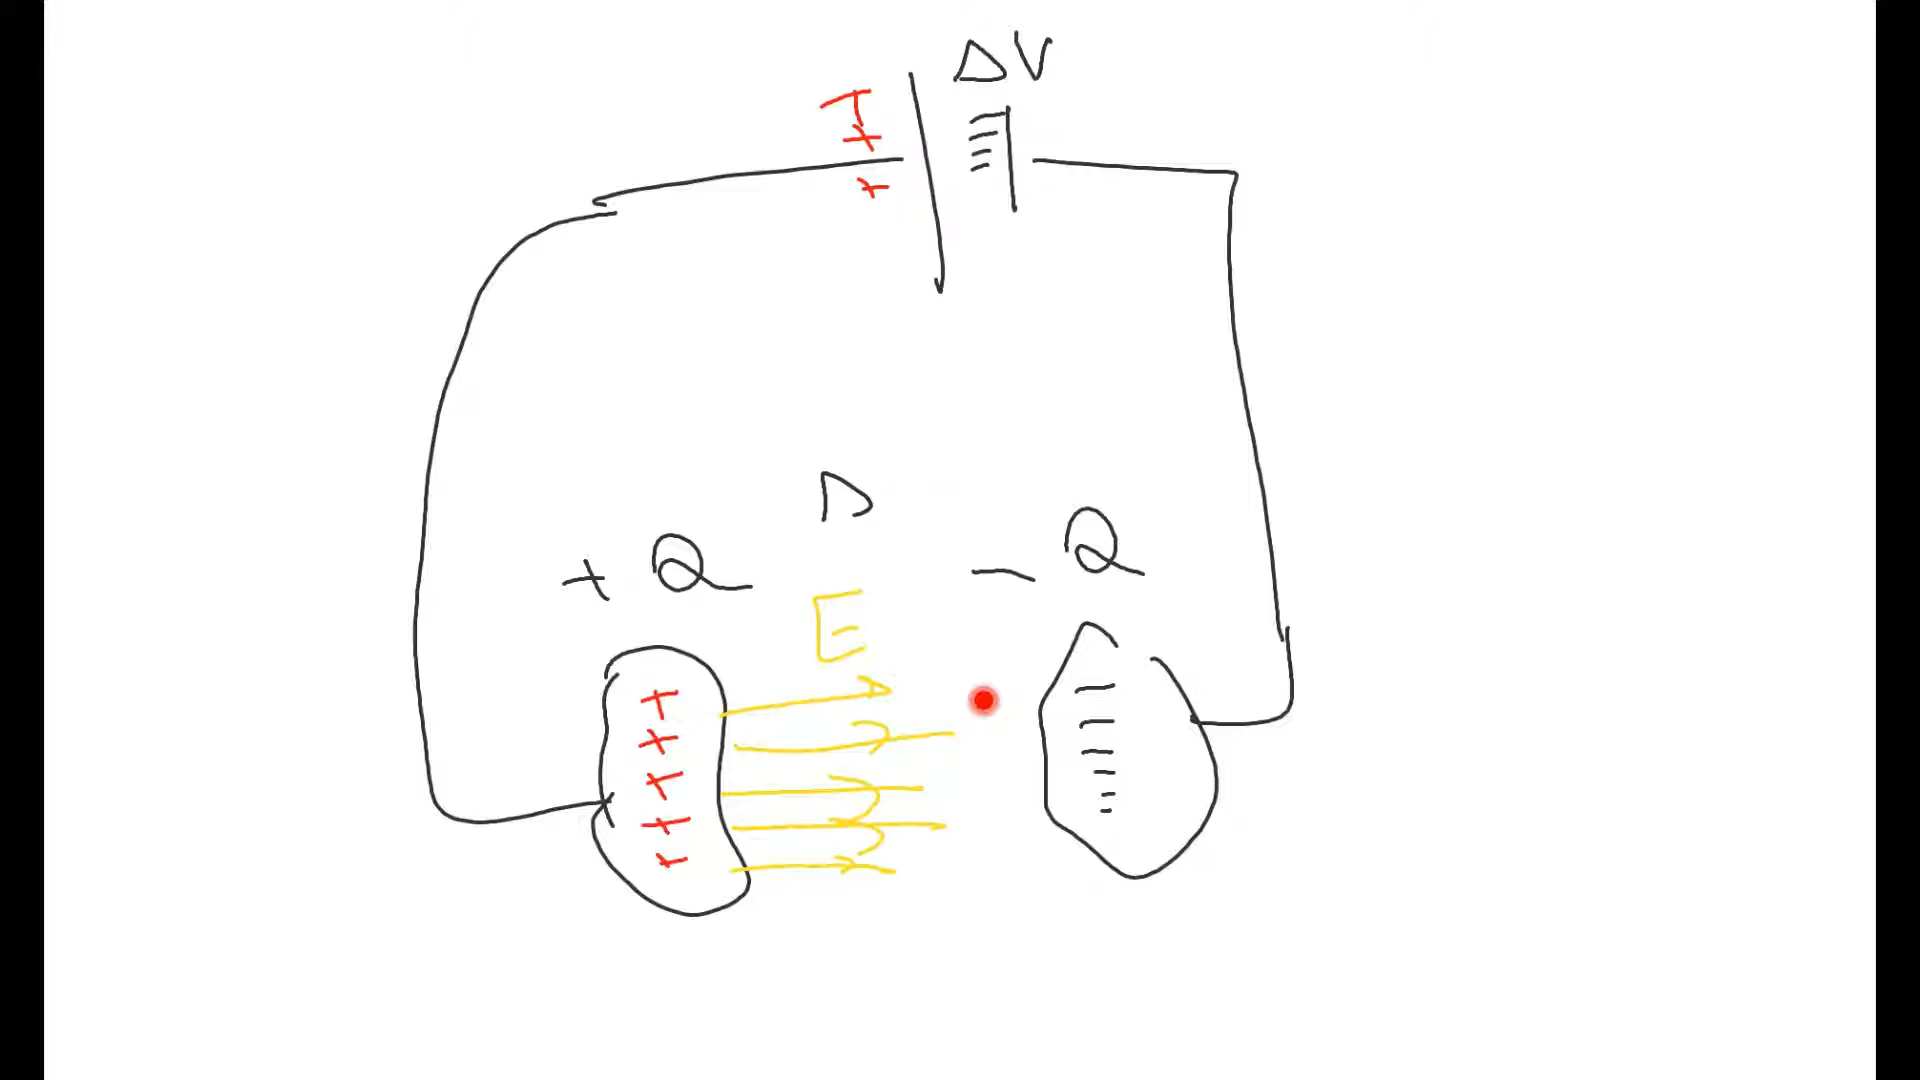 ΔV
+ + +
D
+ Q - Q
E
+ + + + +